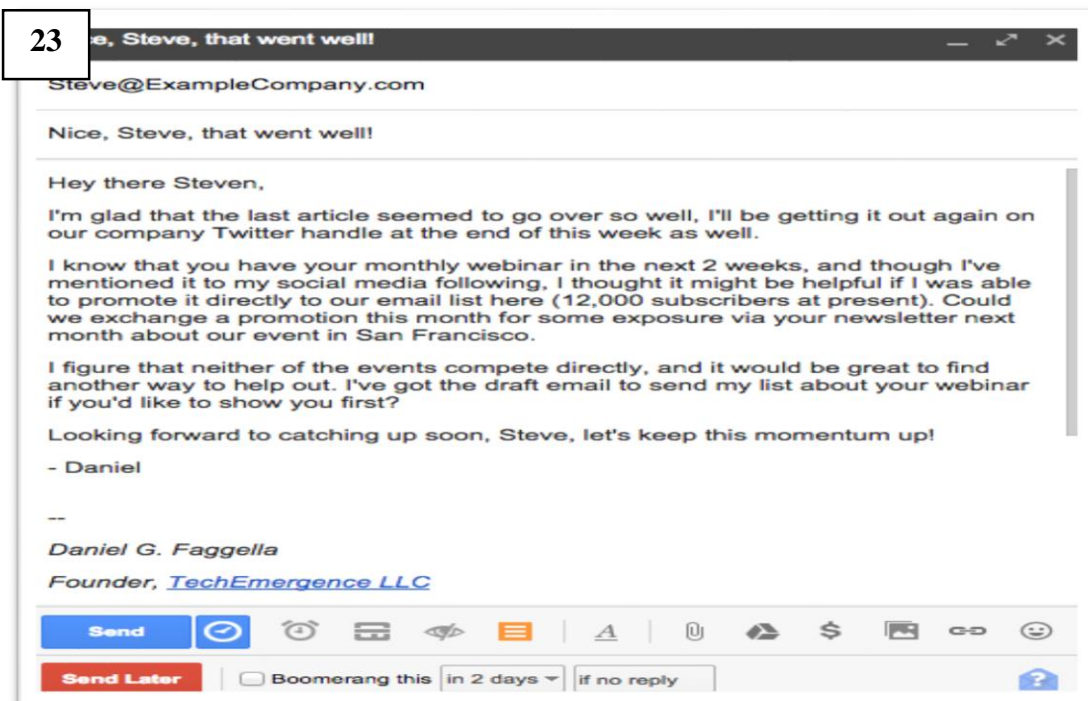 23
e, Steve, that went well!
Steve@ExampleCompany.com
Nice, Steve, that went well!
Hey there Steven,
I'm glad that the last article seemed to go over so well, I'll be getting it out again on
our company Twitter handle at the end of this week as well.
I know that you have your monthly webinar in the next 2 weeks, and though I've
mentioned it to my social media following, I thought it might be helpful if I was able
to promote it directly to our email list here (12,000 subscribers at present). Could
we exchange a promotion this month for some exposure via your newsletter next
month about our event in San Francisco.
I figure that neither of the events compete directly, and it would be great to find
another way to help out. I've got the draft email to send my list about your webinar
if you'd like to show you first?
Looking forward to catching up soon, Steve, let's keep this momentum up!
- Daniel
--
Daniel G. Faggella
Founder, TechEmergence LLC
Send A $
Send Later Boomerang this in 2 days if no reply ?